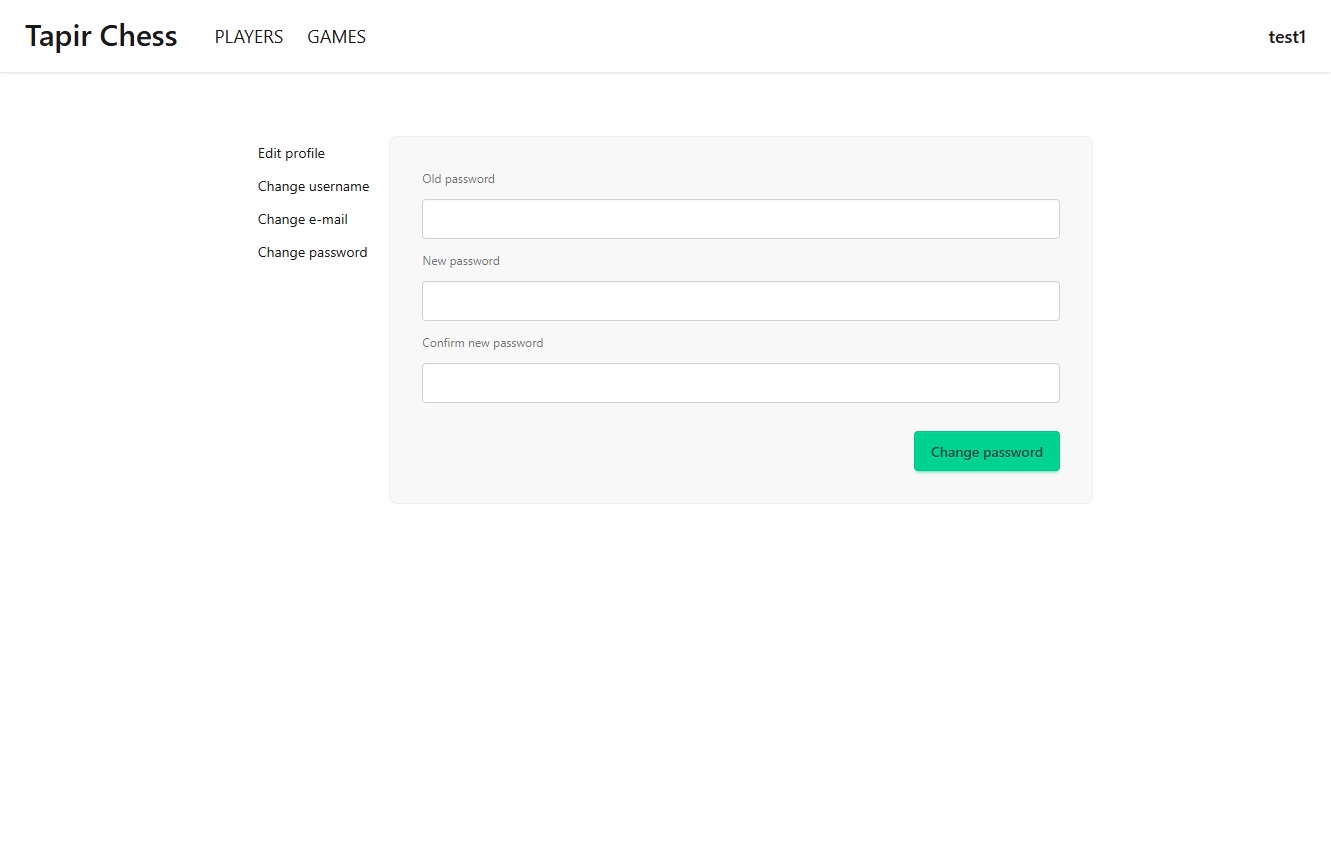 Tapir Chess
PLAYERS
GAMES
test1
Edit profile
Change username
Change e-mail
Change password
Old password
New password
Confirm new password
Change password